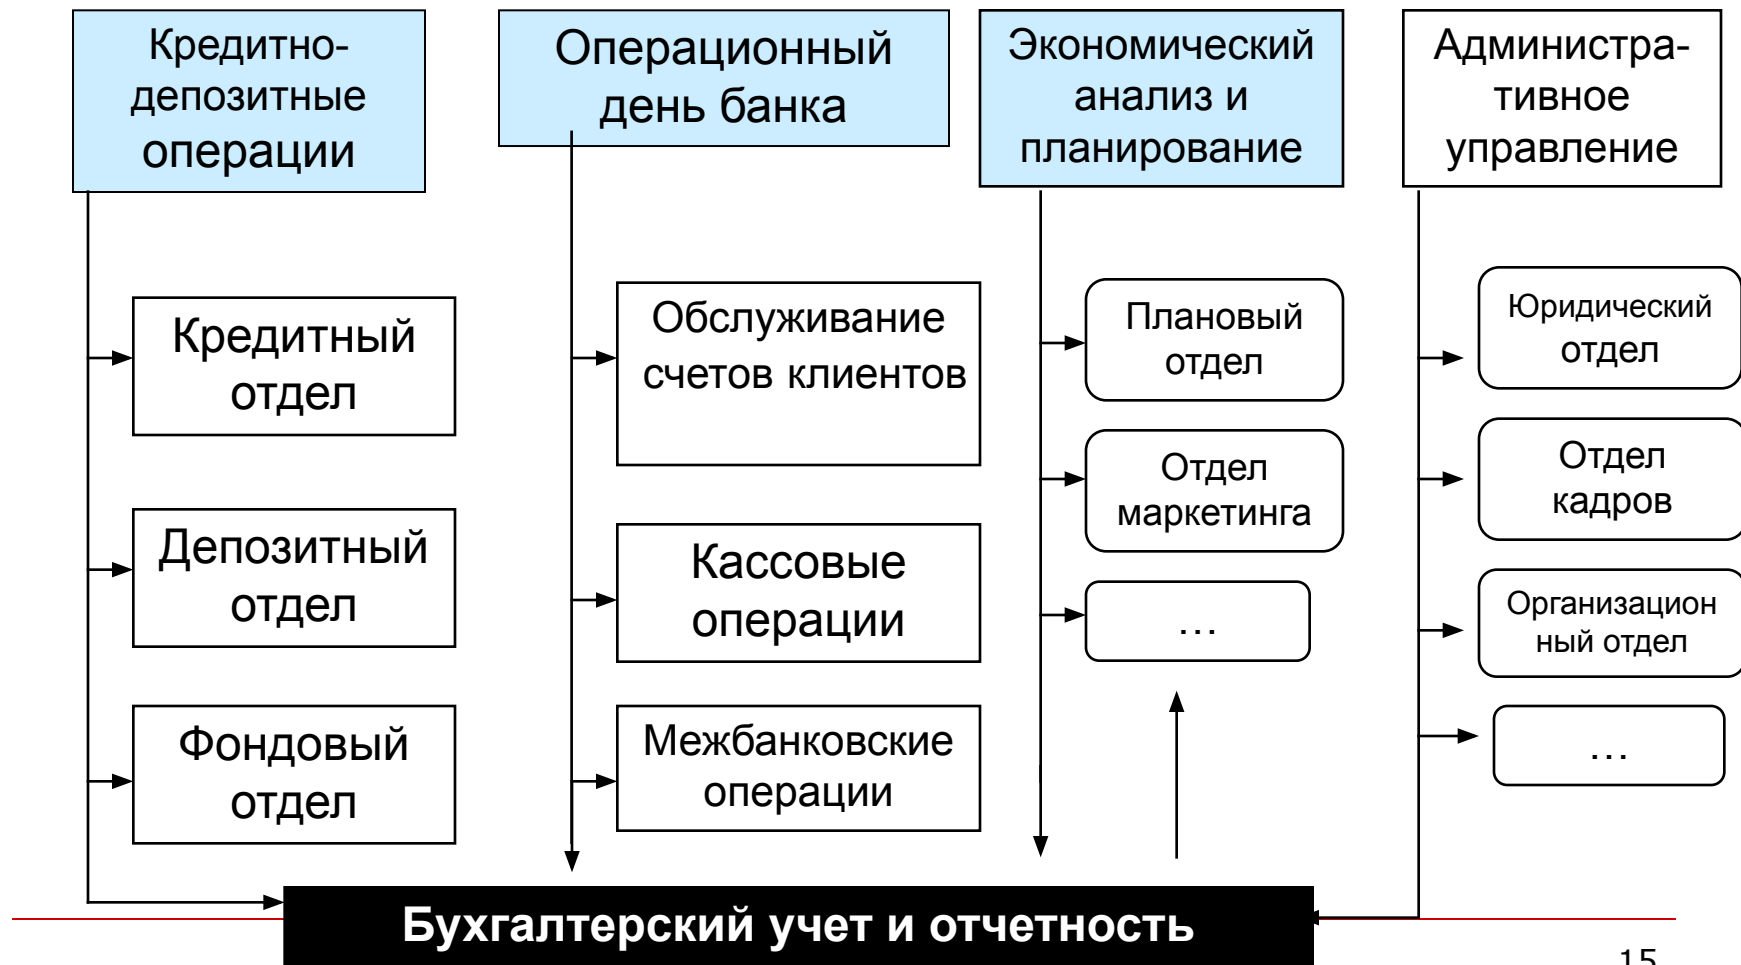 Кредитно-
депозитные
операции
Операционный
день банка
Экономический
анализ и
планирование
Администра-
тивное
управление
Кредитный
отдел
Депозитный
отдел
Фондовый
отдел
Обслуживание
счетов клиентов
Кассовые
операции
Межбанковские
операции
Плановый
отдел
Отдел
маркетинга
…
Юридический
отдел
Отдел
кадров
Организацион
ный отдел
…
Бухгалтерский учет и отчетность
15